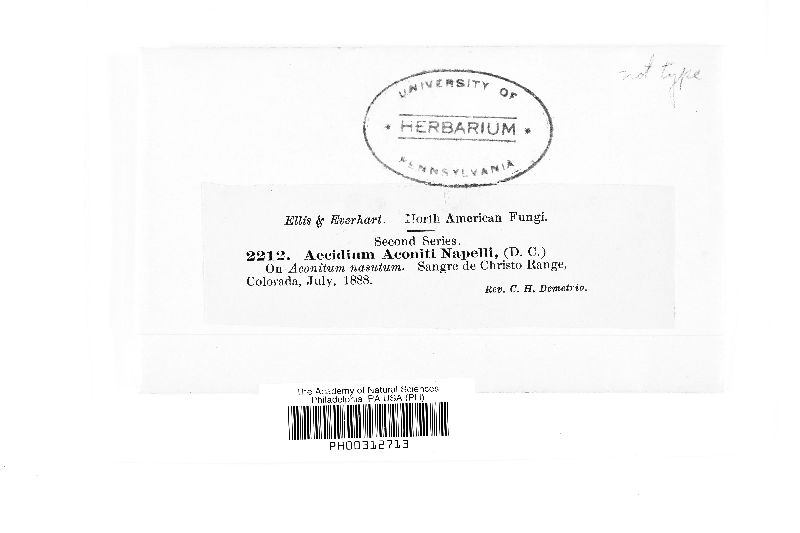 not type
UNIVERSITY OF
* HERBARIUM *
PENNSYLVANIA
Ellis & Everhart. North American Fungi.
Second Series.
2212. Aecidium Aconiti Napelli, (D. C.)
On Aconitum nasutum. Sangre de Christo Range,
Colorada, July, 1888.
Rev. C. H. Demetrio.
The Academy of Natural Sciences
Philadelphia, PA USA (PH)
PH00312713